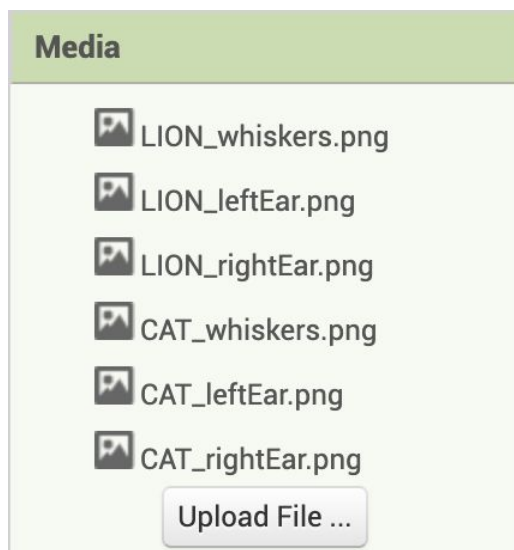 Media
LION_whiskers.png
LION_leftEar.png
LION_rightEar.png
CAT_whiskers.png
CAT_leftEar.png
CAT_rightEar.png
Upload File ...